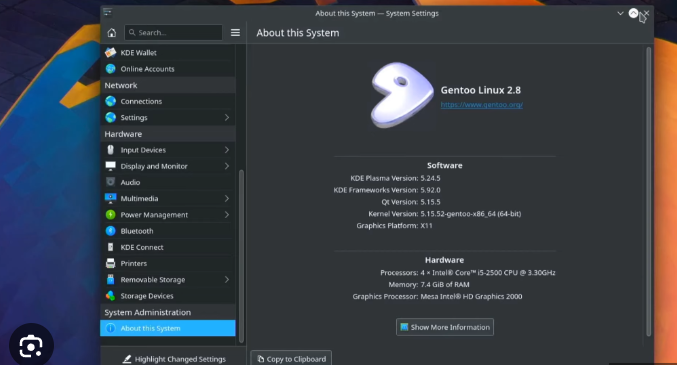 About this System — System Settings
Search...
About this System
KDE Wallet
Online Accounts
Network
Connections
Settings
Hardware
Input Devices
Display and Monitor
Audio
Multimedia
Power Management
Bluetooth
KDE Connect
Printers
Removable Storage
Storage Devices
System Administration
About this System
Highlight Changed Settings
Gentoo Linux 2.8
https://www.gentoo.org/
Software
KDE Plasma Version: 5.24.5
KDE Frameworks Version: 5.92.0
Qt Version: 5.15.5
Kernel Version: 5.15.52-gentoo-x86_64 (64-bit)
Graphics Platform: X11
Hardware
Processors: 4 × Intel® Core™ i5-2500 CPU @ 3.30GHz
Memory: 7.4 GiB of RAM
Graphics Processor: Mesa Intel® HD Graphics 2000
Show More Information
Copy to Clipboard